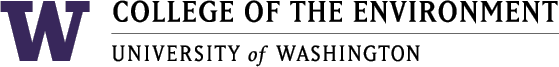 W
COLLEGE OF THE ENVIRONMENT
UNIVERSITY of WASHINGTON